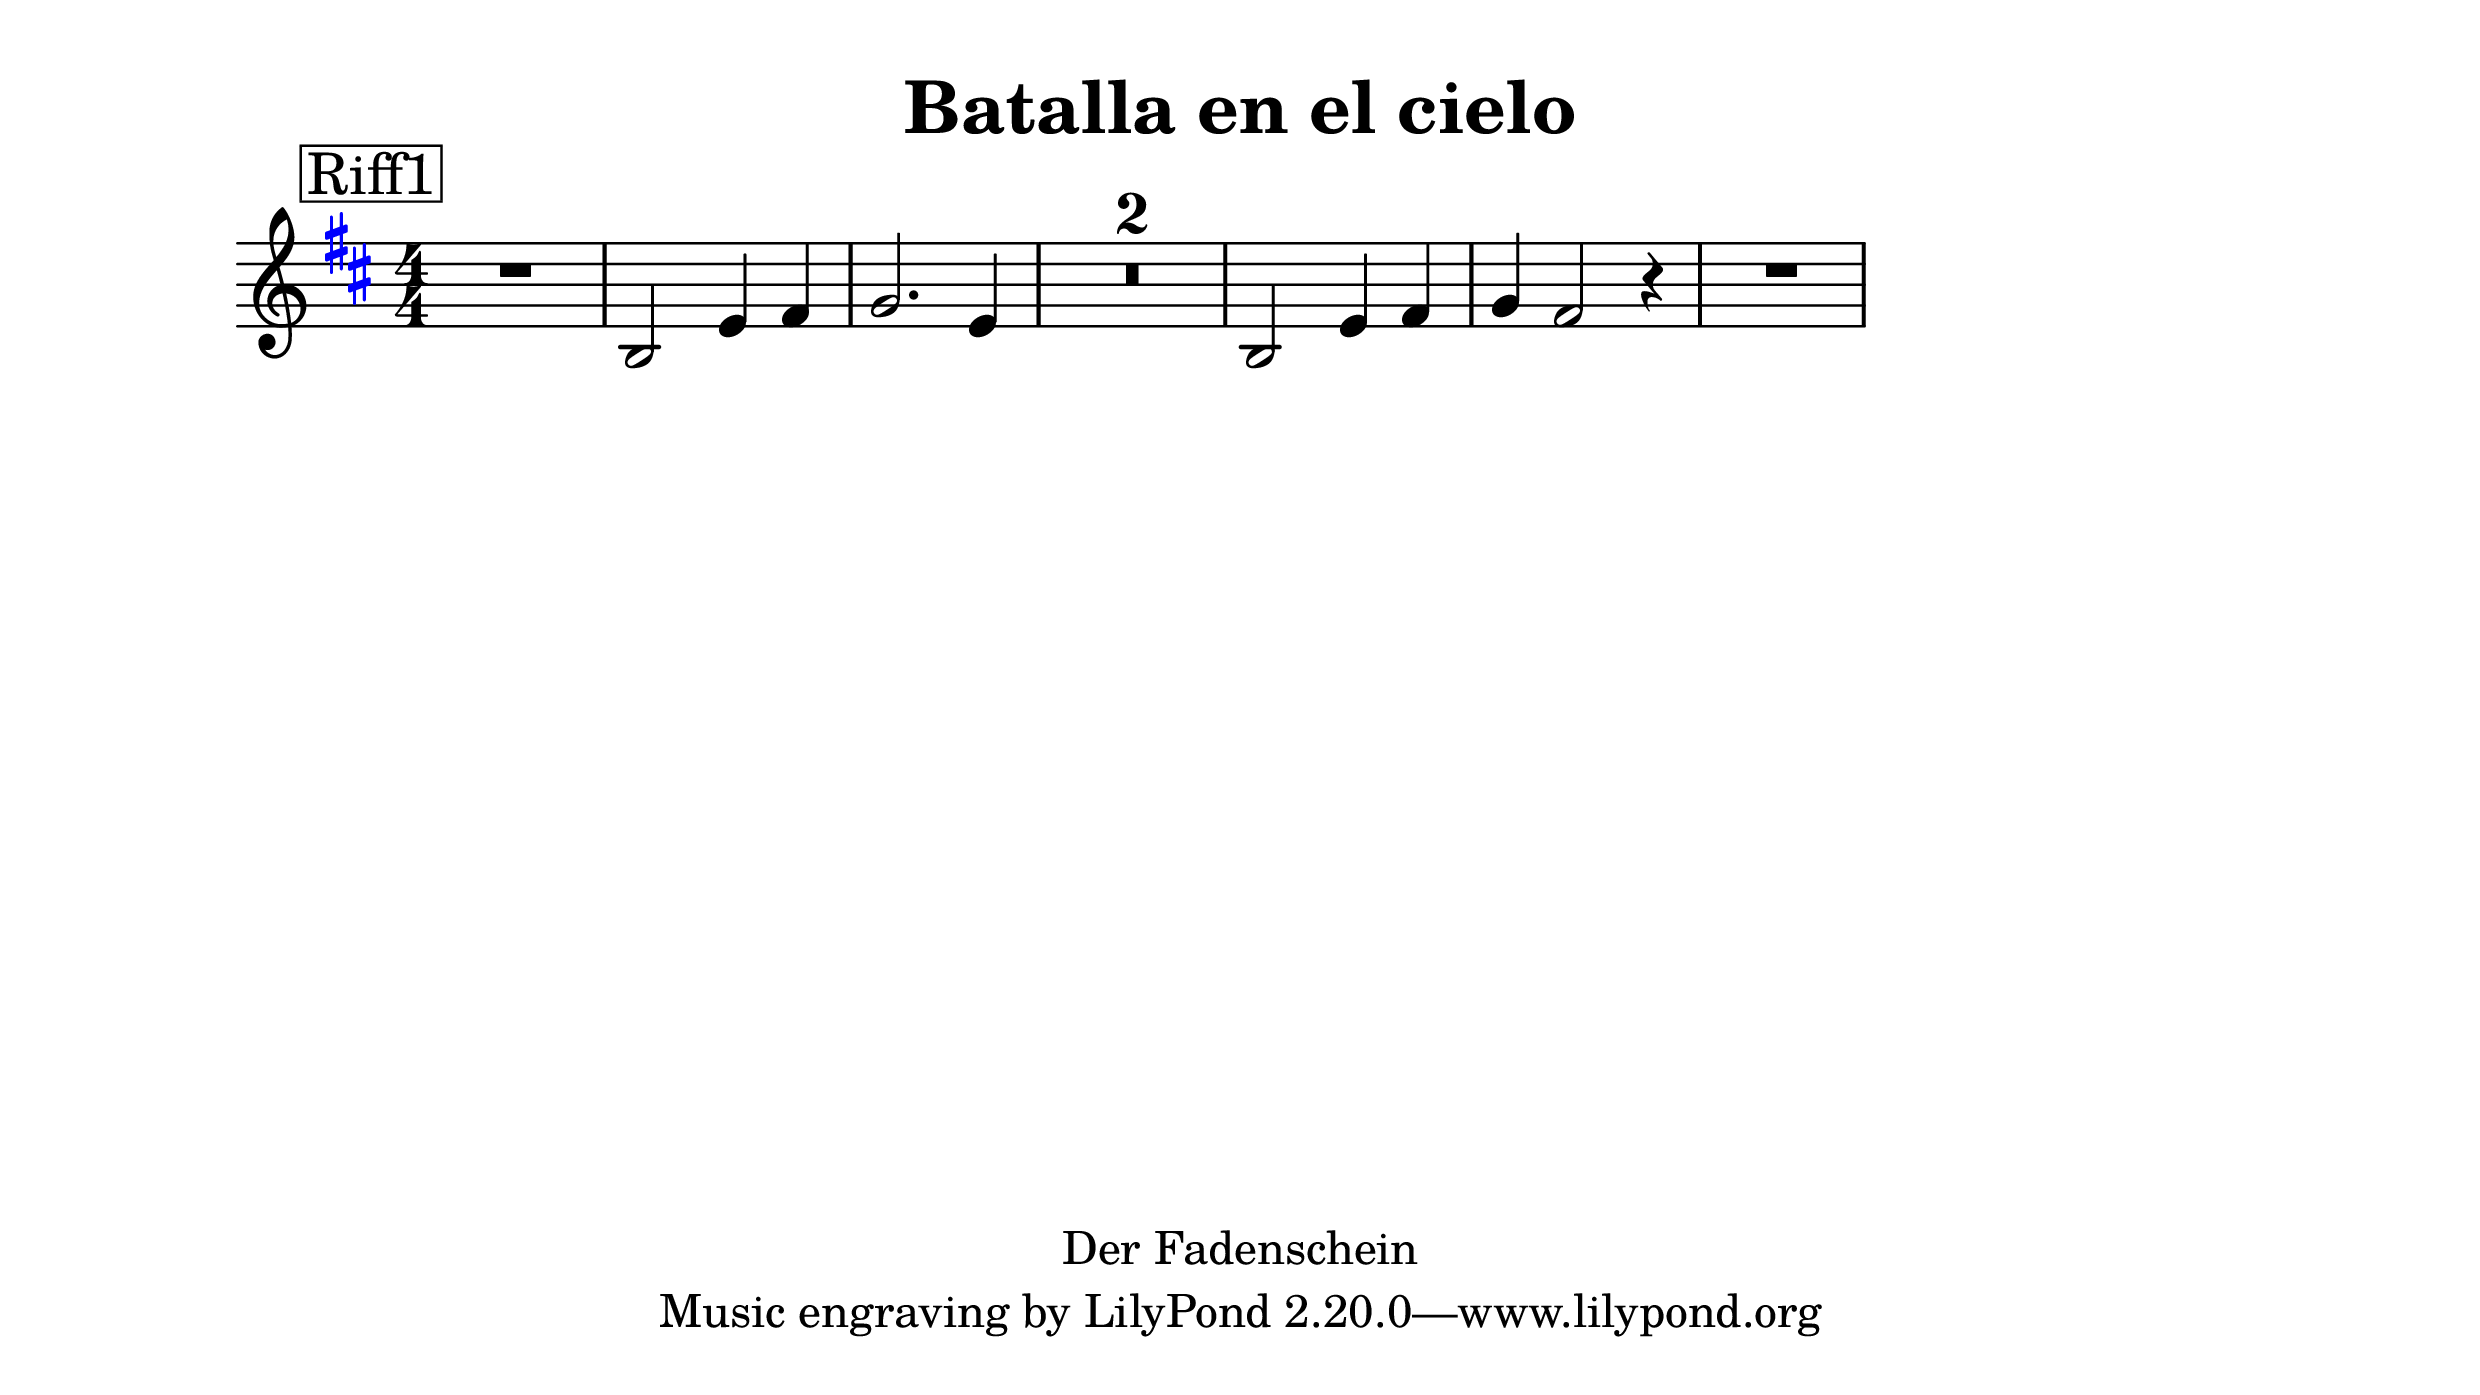 Batalla en el cielo
Riff1
2
Der Fadenschein
Music engraving by LilyPond 2.20.0—www.lilypond.org